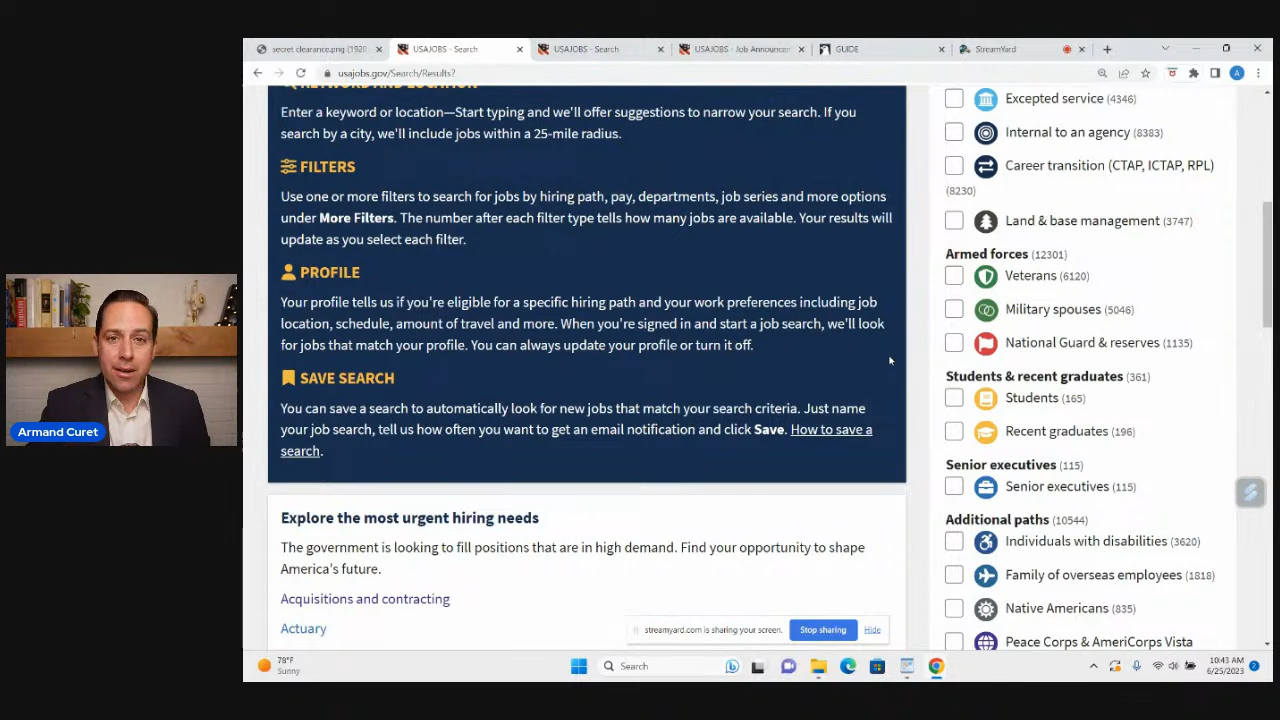 secret clearance.png (1920
USAJOBS - Search
USAJOBS - Search
USAJOBS - Job Announcer
GUIDE
StreamYard
usajobs.gov/Search/Results?
KEYWORD AND LOCATION
Enter a keyword or location—Start typing and we'll offer suggestions to narrow your search. If you
search by a city, we'll include jobs within a 25-mile radius.
FILTERS
Use one or more filters to search for jobs by hiring path, pay, departments, job series and more options
under More Filters. The number after each filter type tells how many jobs are available. Your results will
update as you select each filter.
PROFILE
Your profile tells us if you're eligible for a specific hiring path and your work preferences including job
location, schedule, amount of travel and more. When you're signed in and start a job search, we'll look
for jobs that match your profile. You can always update your profile or turn it off.
SAVE SEARCH
You can save a search to automatically look for new jobs that match your search criteria. Just name
your job search, tell us how often you want to get an email notification and click Save. How to save a
search.
Explore the most urgent hiring needs
The government is looking to fill positions that are in high demand. Find your opportunity to shape
America's future.
Acquisitions and contracting
Actuary
Excepted service (4346)
Internal to an agency (8383)
Career transition (CTAP, ICTAP, RPL)
(8230)
Land & base management (3747)
Armed forces (12301)
Veterans (6120)
Military spouses (5046)
National Guard & reserves (1135)
Students & recent graduates (361)
Students (165)
Recent graduates (196)
Senior executives (115)
Senior executives (115)
Additional paths (10544)
Individuals with disabilities (3620)
Family of overseas employees (1818)
Native Americans (835)
Peace Corps & AmeriCorps Vista
streamyard.com is sharing your screen.
Stop sharing
Hide
Armand Curet
78°F
Sunny
Search
10:43 AM
6/25/2023
2